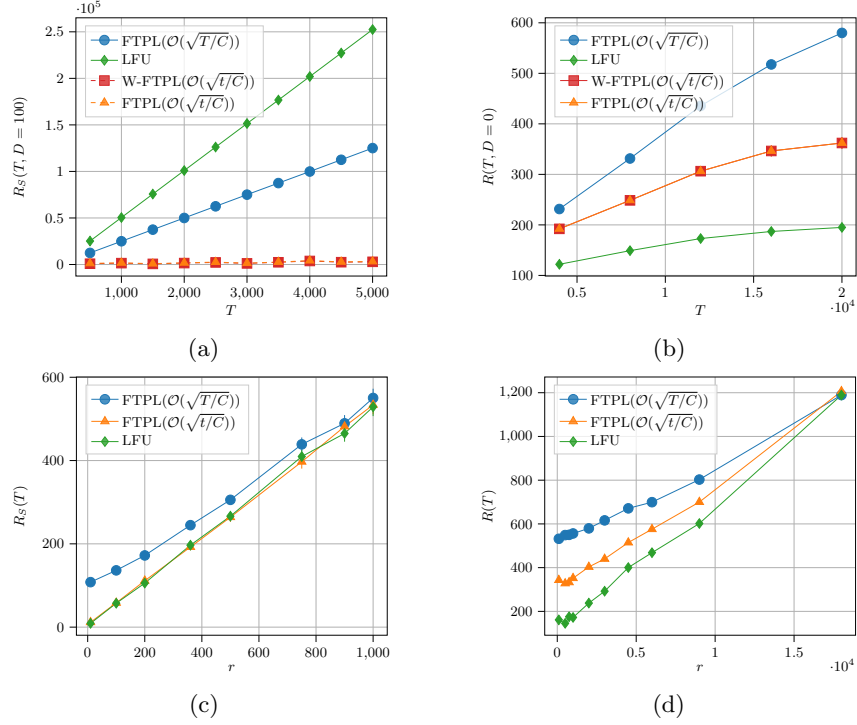 ·10^5
2.5
2
1.5
1
0.5
0
1,000 2,000 3,000 4,000 5,000
T
R_S(T, D = 100)
FTPL(O(√T/C))
LFU
W-FTPL(O(√t/C))
FTPL(O(√t/C))
(a)
600
500
400
300
200
100
0.5 1 1.5 2
·10^4
T
R(T, D = 0)
FTPL(O(√T/C))
LFU
W-FTPL(O(√t/C))
FTPL(O(√t/C))
(b)
600
400
200
0
0 200 400 600 800 1,000
r
R_S(T)
FTPL(O(√T/C))
FTPL(O(√t/C))
LFU
(c)
1,200
1,000
800
600
400
200
0 0.5 1 1.5
·10^4
r
R(T)
FTPL(O(√T/C))
FTPL(O(√t/C))
LFU
(d)